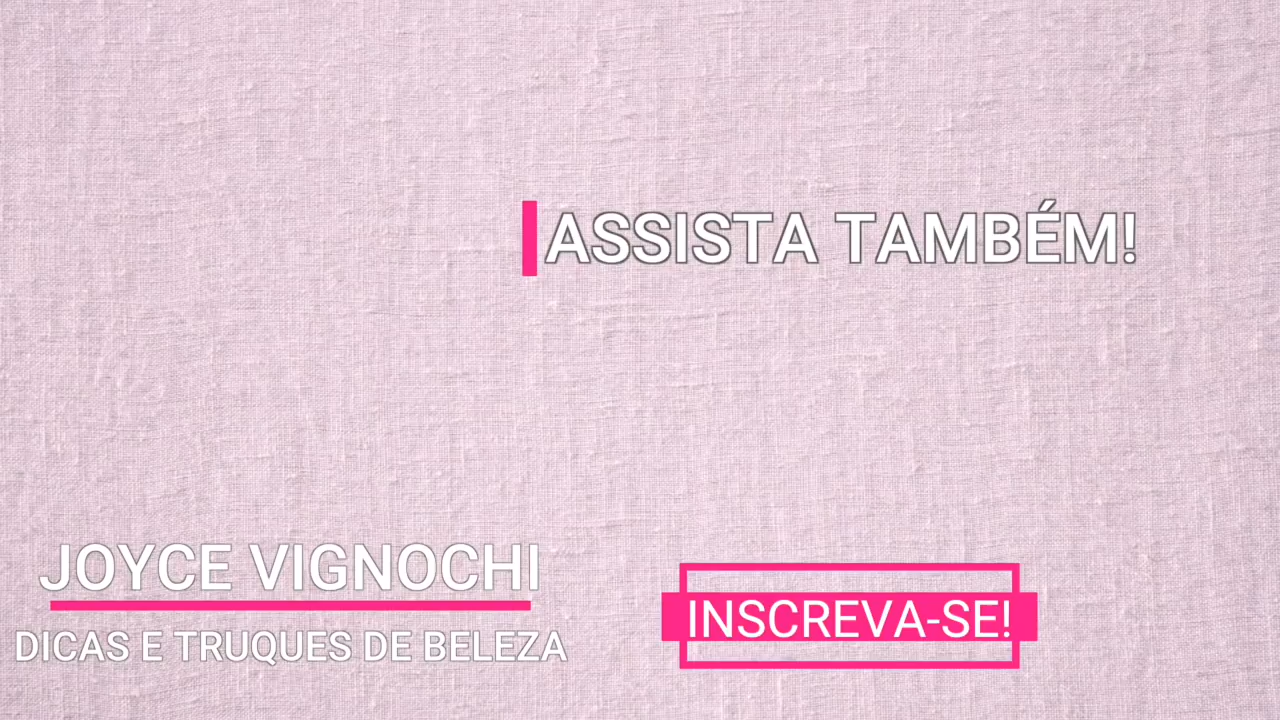 ASSISTA TAMBÉM!
JOYCE VIGNOCHI
DICAS E TRUQUES DE BELEZA
INSCREVA-SE!